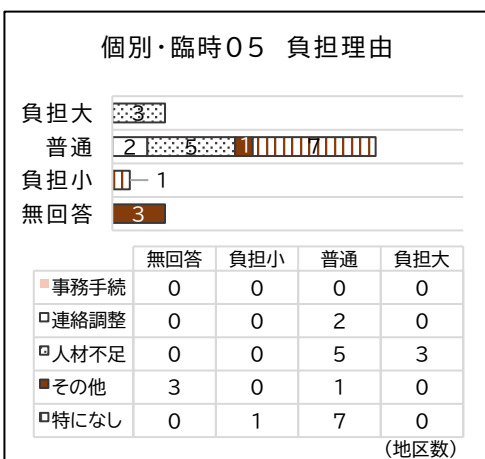 個別・臨時05 負担理由
負担大 3
普通 2 5 1 7
負担小 1
無回答 3
無回答 負担小 普通 負担大
事務手続 0 0 0 0
連絡調整 0 0 2 0
人材不足 0 0 5 3
その他 3 0 1 0
特になし 0 1 7 0
(地区数)